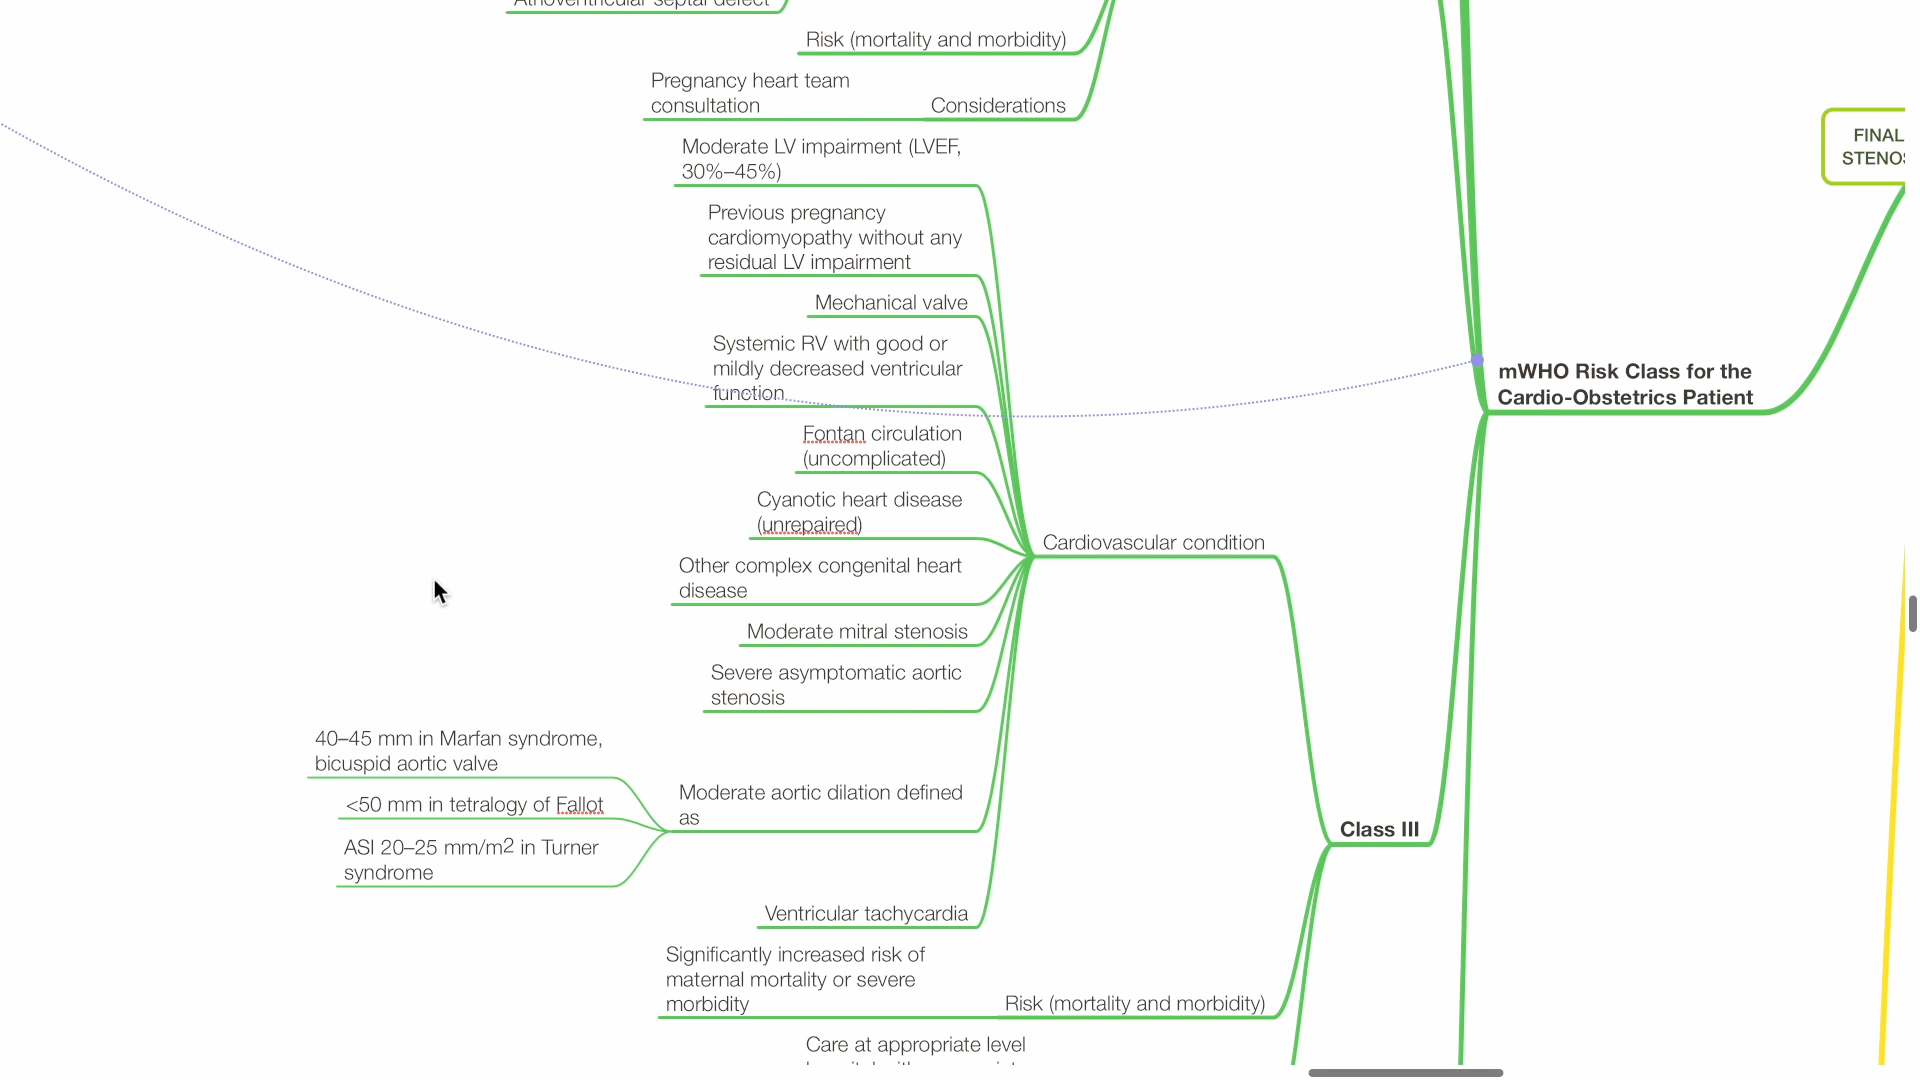 Atrioventricular septal defect
Risk (mortality and morbidity)
Pregnancy heart team
consultation
Considerations
Moderate LV impairment (LVEF,
30%–45%)
Previous pregnancy
cardiomyopathy without any
residual LV impairment
Mechanical valve
Systemic RV with good or
mildly decreased ventricular
function
Fontan circulation
(uncomplicated)
Cyanotic heart disease
(unrepaired)
Other complex congenital heart
disease
Moderate mitral stenosis
Severe asymptomatic aortic
stenosis
40–45 mm in Marfan syndrome,
bicuspid aortic valve
<50 mm in tetralogy of Fallot
ASI 20–25 mm/m2 in Turner
syndrome
Moderate aortic dilation defined
as
Ventricular tachycardia
Cardiovascular condition
Significantly increased risk of
maternal mortality or severe
morbidity
Risk (mortality and morbidity)
Care at appropriate level
Class III
mWHO Risk Class for the
Cardio-Obstetrics Patient
FINAL